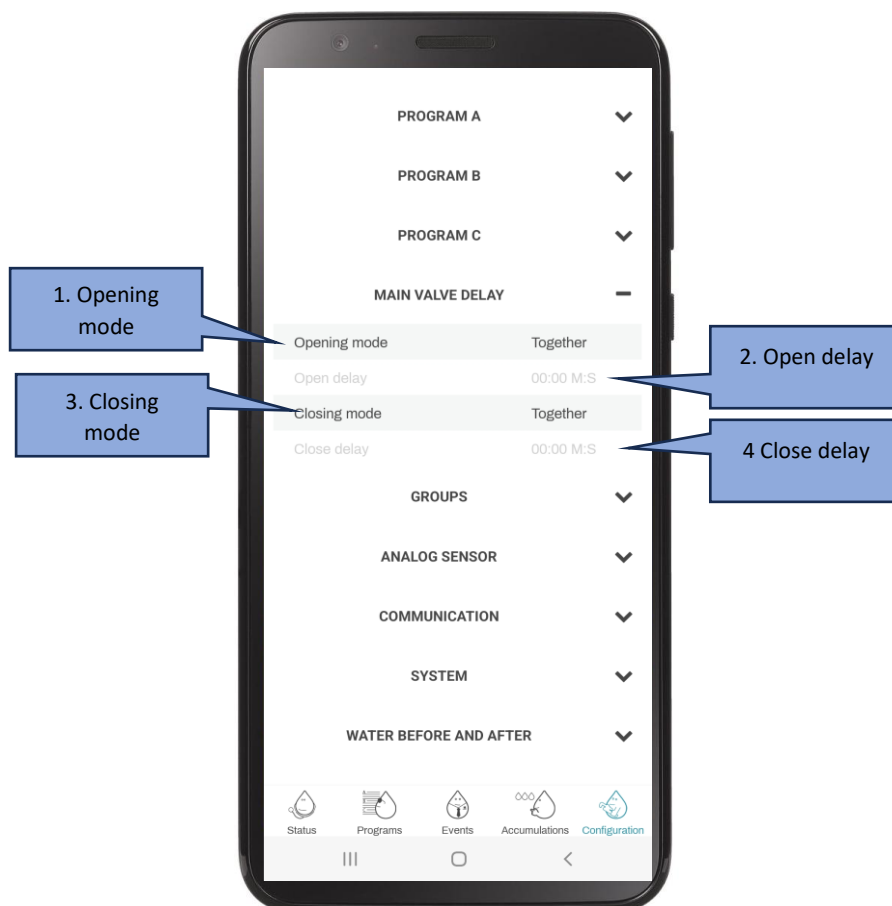 PROGRAM A
PROGRAM B
PROGRAM C
1. Opening
mode
MAIN VALVE DELAY
Opening mode Together
2. Open delay
Open delay 00:00 M:S
3. Closing
mode
Closing mode Together
4 Close delay
Close delay 00:00 M:S
GROUPS
ANALOG SENSOR
COMMUNICATION
SYSTEM
WATER BEFORE AND AFTER
Status Programs Events Accumulations Configuration